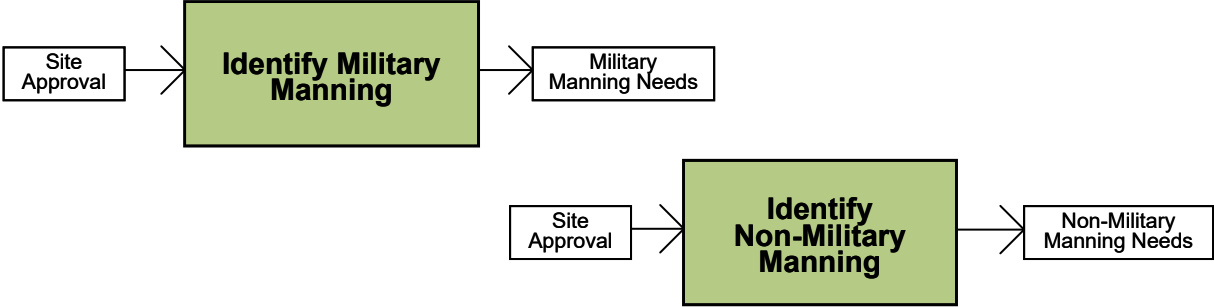 Site
Approval
Identify Military
Manning
Military
Manning Needs
Site
Approval
Identify
Non-Military
Manning
Non-Military
Manning Needs